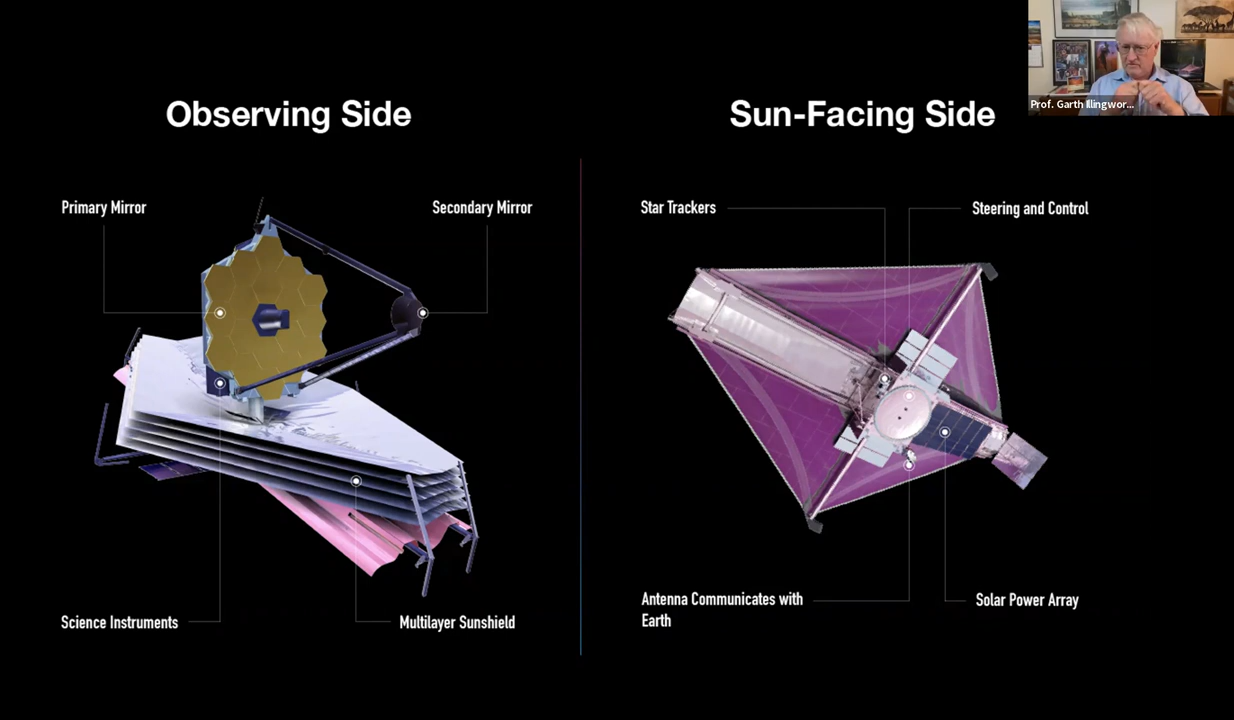 Observing Side
Sun-Facing Side
Prof. Garth Illingwor...
Primary Mirror
Secondary Mirror
Star Trackers
Steering and Control
Science Instruments
Multilayer Sunshield
Antenna Communicates with
Earth
Solar Power Array